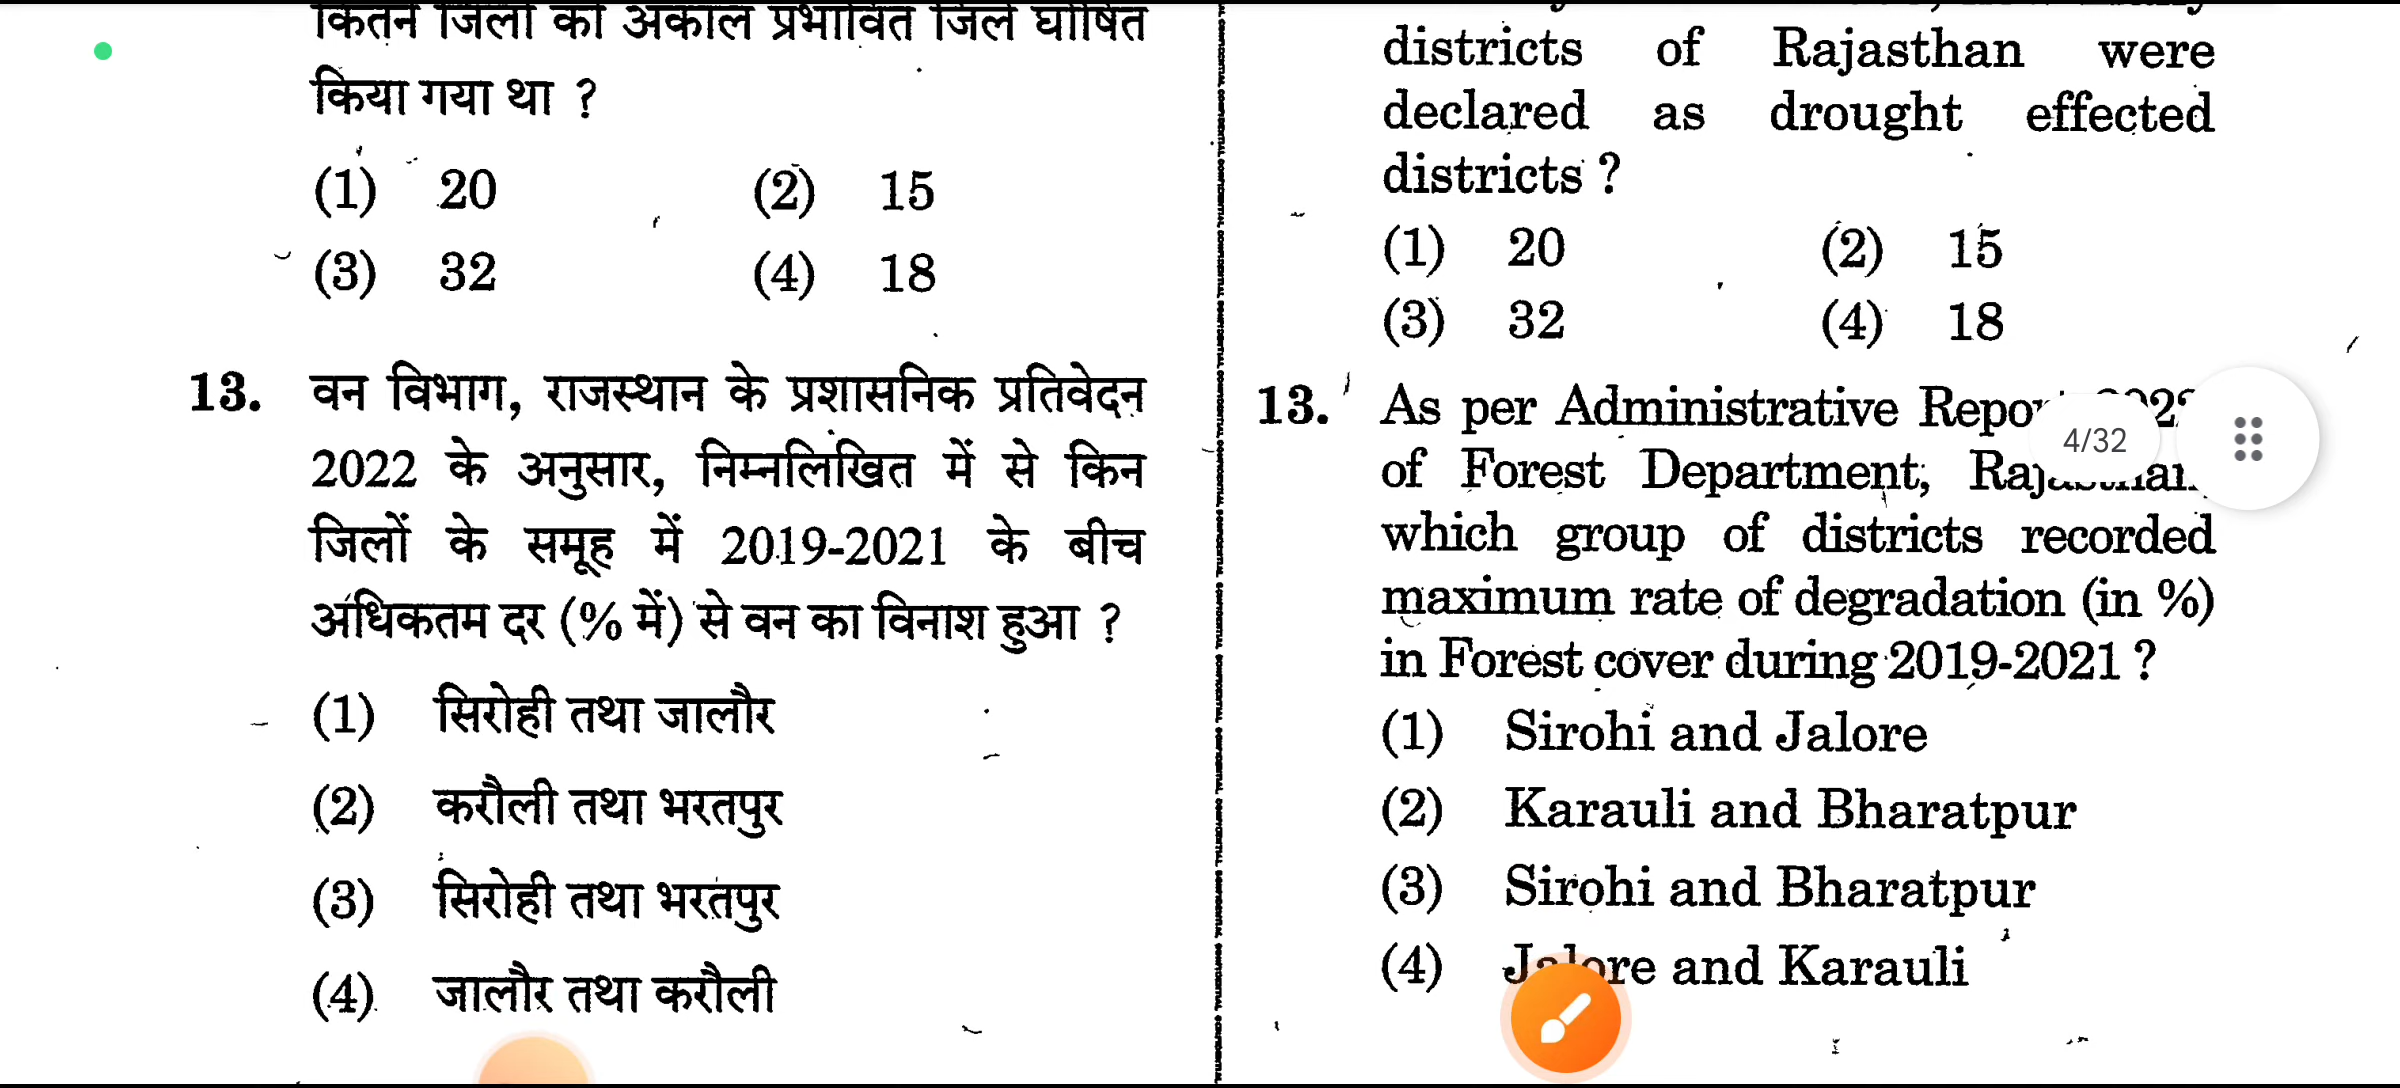 कितने जिलों को अकाल प्रभावित जिले घोषित
किया गया था ?
(1) 20 (2) 15
(3) 32 (4) 18
13. वन विभाग, राजस्थान के प्रशासनिक प्रतिवेदन
2022 के अनुसार, निम्नलिखित में से किन
जिलों के समूह में 2019-2021 के बीच
अधिकतम दर (% में) से वन का विनाश हुआ ?
(1) सिरोही तथा जालौर
(2) करौली तथा भरतपुर
(3) सिरोही तथा भरतपुर
(4) जालौर तथा करौली
districts of Rajasthan were
declared as drought effected
districts ?
(1) 20 (2) 15
(3) 32 (4) 18
13. As per Administrative
of Forest Department,
which group of districts recorded
maximum rate of degradation (in %)
in Forest cover during 2019-2021 ?
(1) Sirohi and Jalore
(2) Karauli and Bharatpur
(3) Sirohi and Bharatpur
(4) Jalore and Karauli
4/32